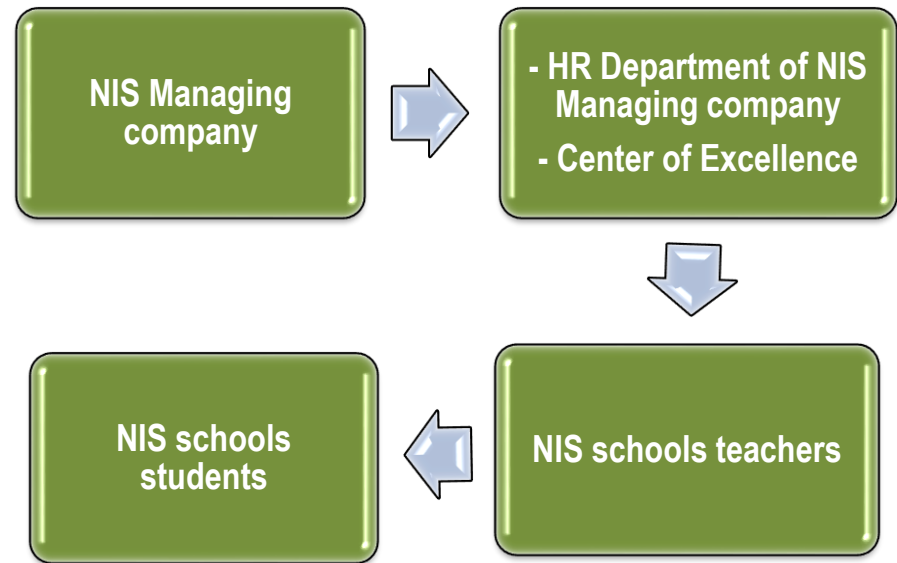 NIS Managing
company
- HR Department of NIS
Managing company
- Center of Excellence
NIS schools teachers
NIS schools
students